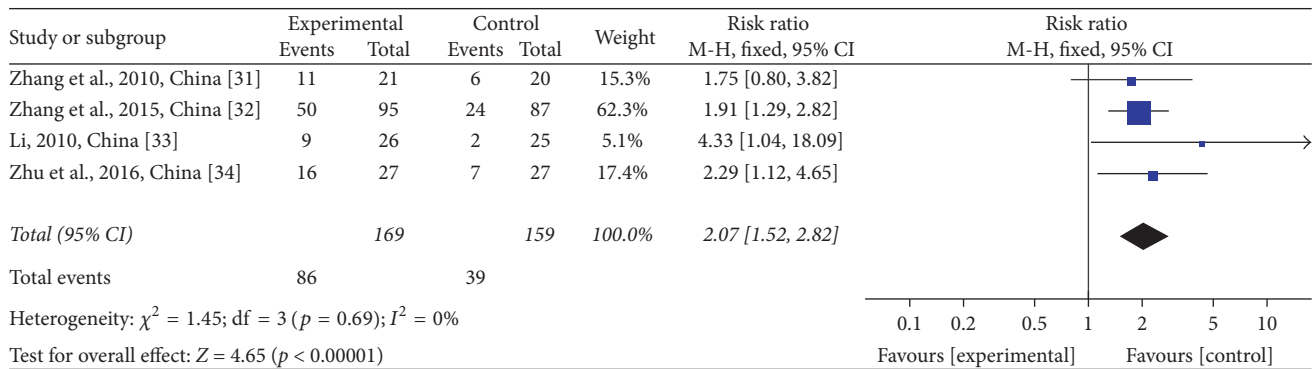 Study or subgroup Experimental Control Weight Risk ratio Risk ratio
Events Total Events Total M-H, fixed, 95% CI M-H, fixed, 95% CI
Zhang et al., 2010, China [31] 11 21 6 20 15.3% 1.75 [0.80, 3.82]
Zhang et al., 2015, China [32] 50 95 24 87 62.3% 1.91 [1.29, 2.82]
Li, 2010, China [33] 9 26 2 25 5.1% 4.33 [1.04, 18.09]
Zhu et al., 2016, China [34] 16 27 7 27 17.4% 2.29 [1.12, 4.65]
Total (95% CI) 169 159 100.0% 2.07 [1.52, 2.82]
Total events 86 39
Heterogeneity: χ² = 1.45; df = 3 (p = 0.69); I² = 0%
0.1 0.2 0.5 1 2 5 10
Test for overall effect: Z = 4.65 (p < 0.00001) Favours [experimental] Favours [control]